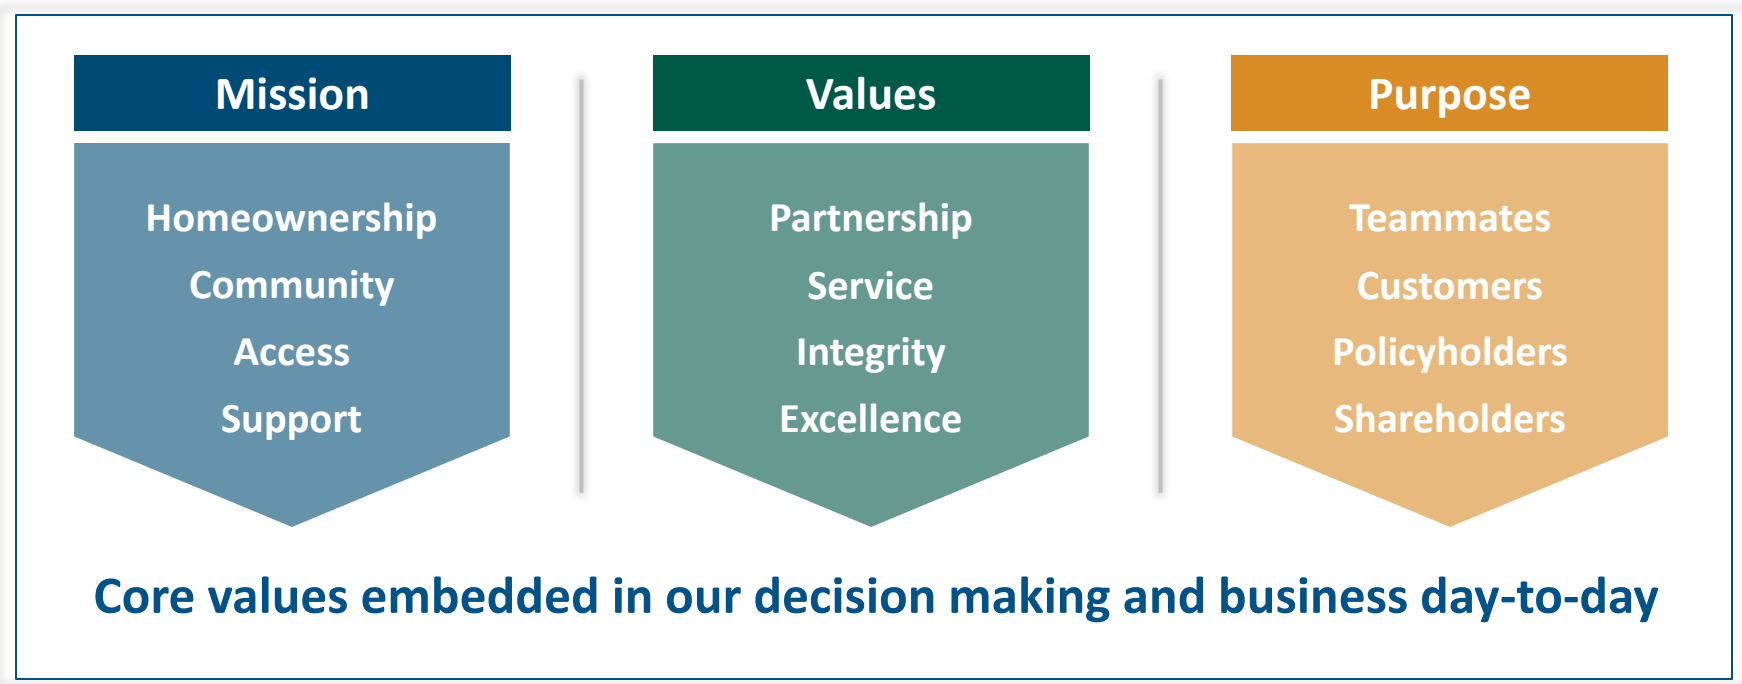 Mission
Homeownership
Community
Access
Support
Values
Partnership
Service
Integrity
Excellence
Purpose
Teammates
Customers
Policyholders
Shareholders
Core values embedded in our decision making and business day-to-day